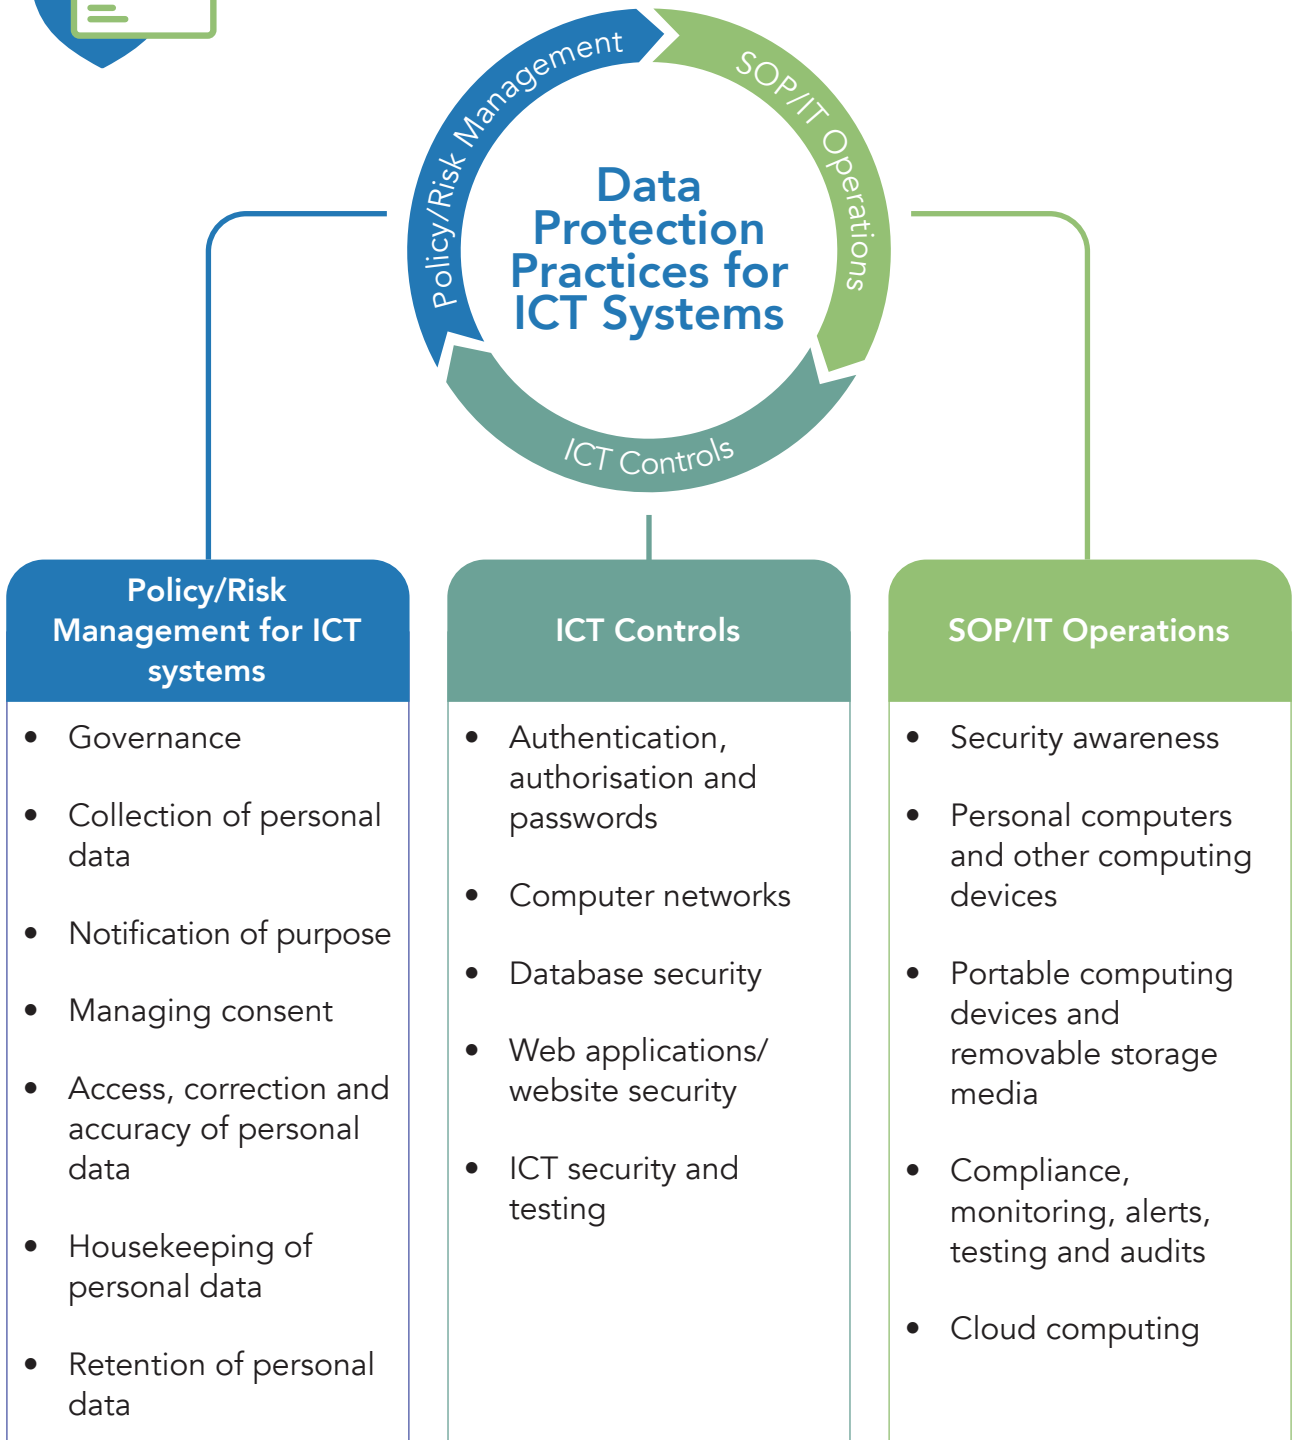 Policy/Risk Management
SOP/IT Operations
Data
Protection
Practices for
ICT Systems
ICT Controls
Policy/Risk
Management for ICT
systems
• Governance
• Collection of personal
data
• Notification of purpose
• Managing consent
• Access, correction and
accuracy of personal
data
• Housekeeping of
personal data
• Retention of personal
data
ICT Controls
• Authentication,
authorisation and
passwords
• Computer networks
• Database security
• Web applications/
website security
• ICT security and
testing
SOP/IT Operations
• Security awareness
• Personal computers
and other computing
devices
• Portable computing
devices and
removable storage
media
• Compliance,
monitoring, alerts,
testing and audits
• Cloud computing